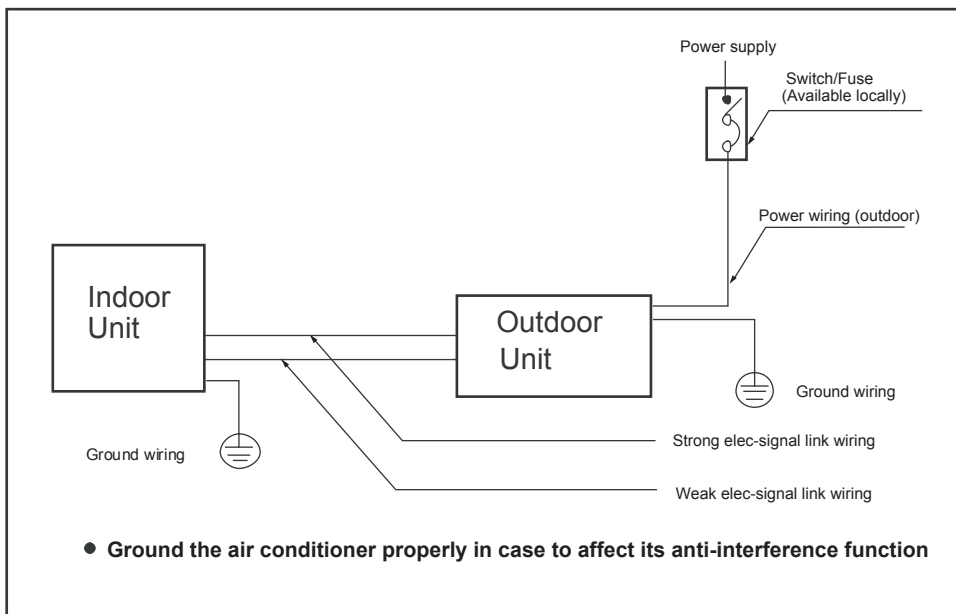 Power supply
Switch/Fuse
(Available locally)
Power wiring (outdoor)
Indoor
Unit
Outdoor
Unit
Ground wiring
Ground wiring
Strong elec-signal link wiring
Weak elec-signal link wiring
● Ground the air conditioner properly in case to affect its anti-interference function